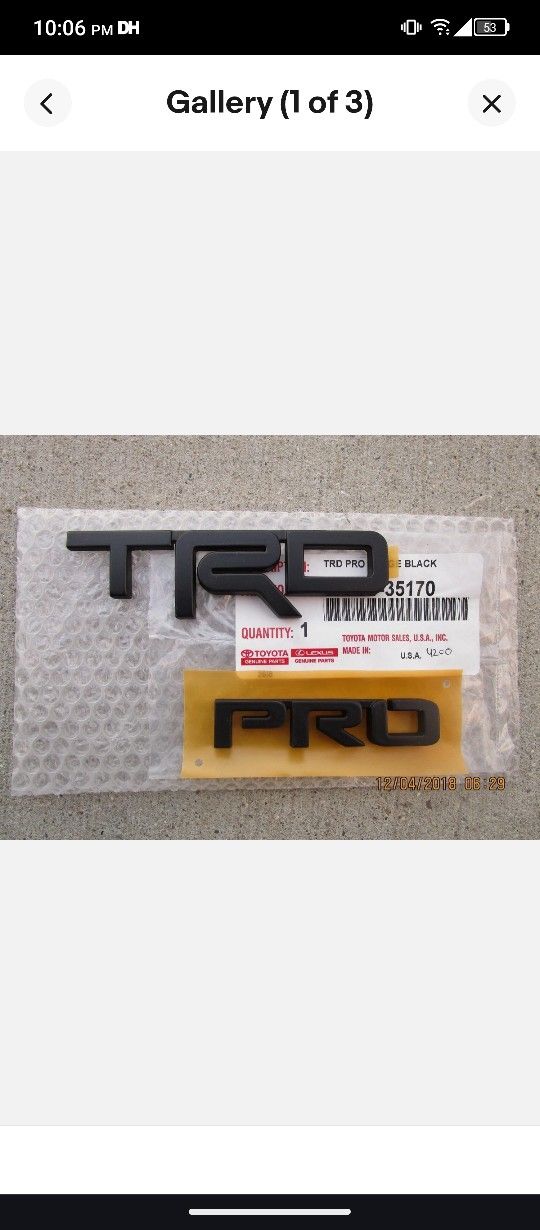 10:06 PM DH
53
Gallery (1 of 3)
TRD
TRD PRO BLACK
35170
QUANTITY: 1
TOYOTA MOTOR SALES, U.S.A., INC.
TOYOTA LEXUS MADE IN:
GENUINE PARTS GENUINE PARTS U.S.A. 4200
PRO
12/04/2018 06:29